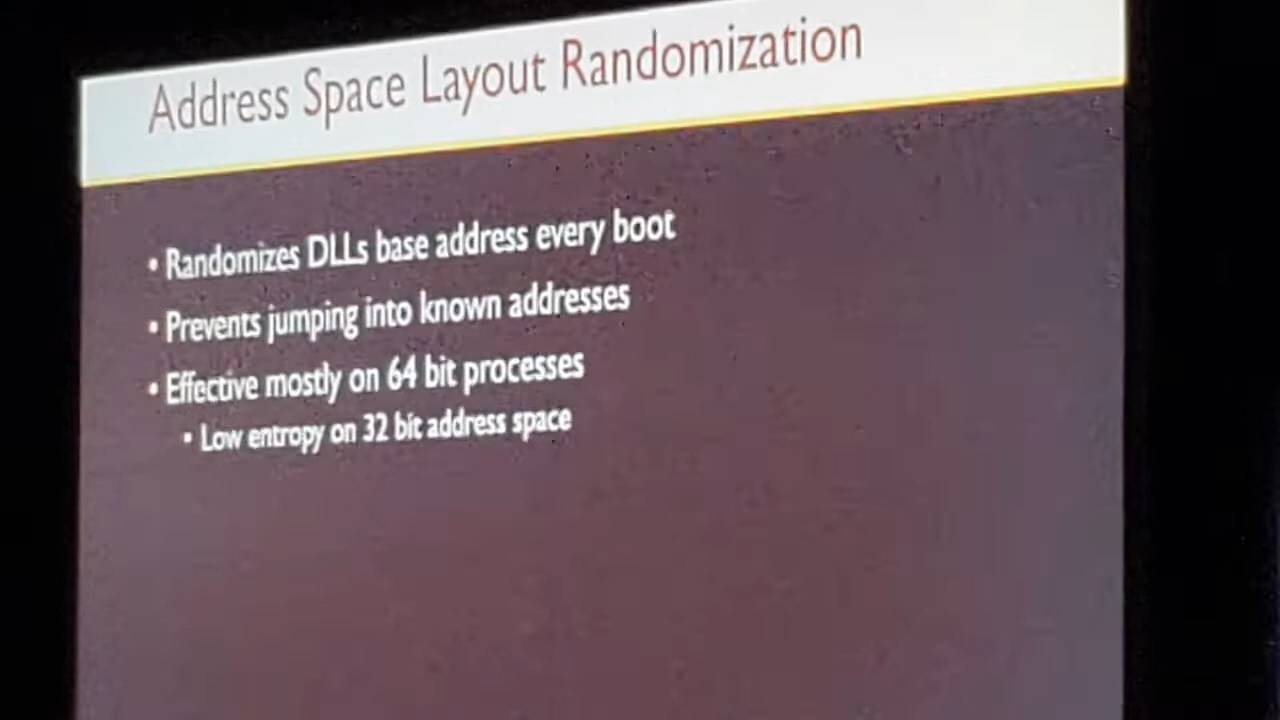 Address Space Layout Randomization
• Randomizes DLLs base address every boot
• Prevents jumping into known addresses
• Effective mostly on 64 bit processes
• Low entropy on 32 bit address space